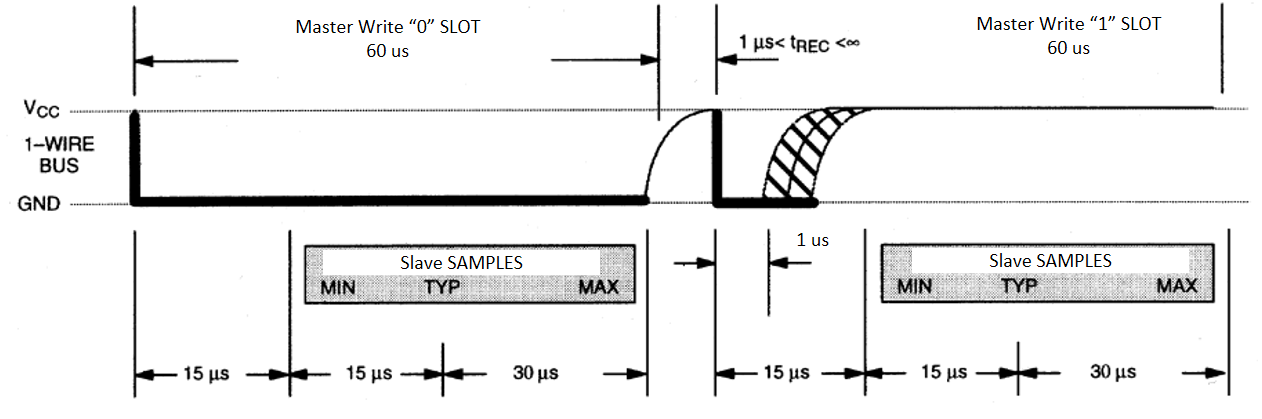 Master Write “0” SLOT
60 us
1 µs< tREC <∞
Master Write “1” SLOT
60 us
VCC
1–WIRE
BUS
GND
1 us
Slave SAMPLES
MIN TYP MAX
Slave SAMPLES
MIN TYP MAX
15 µs 15 µs 30 µs 15 µs 15 µs 30 µs